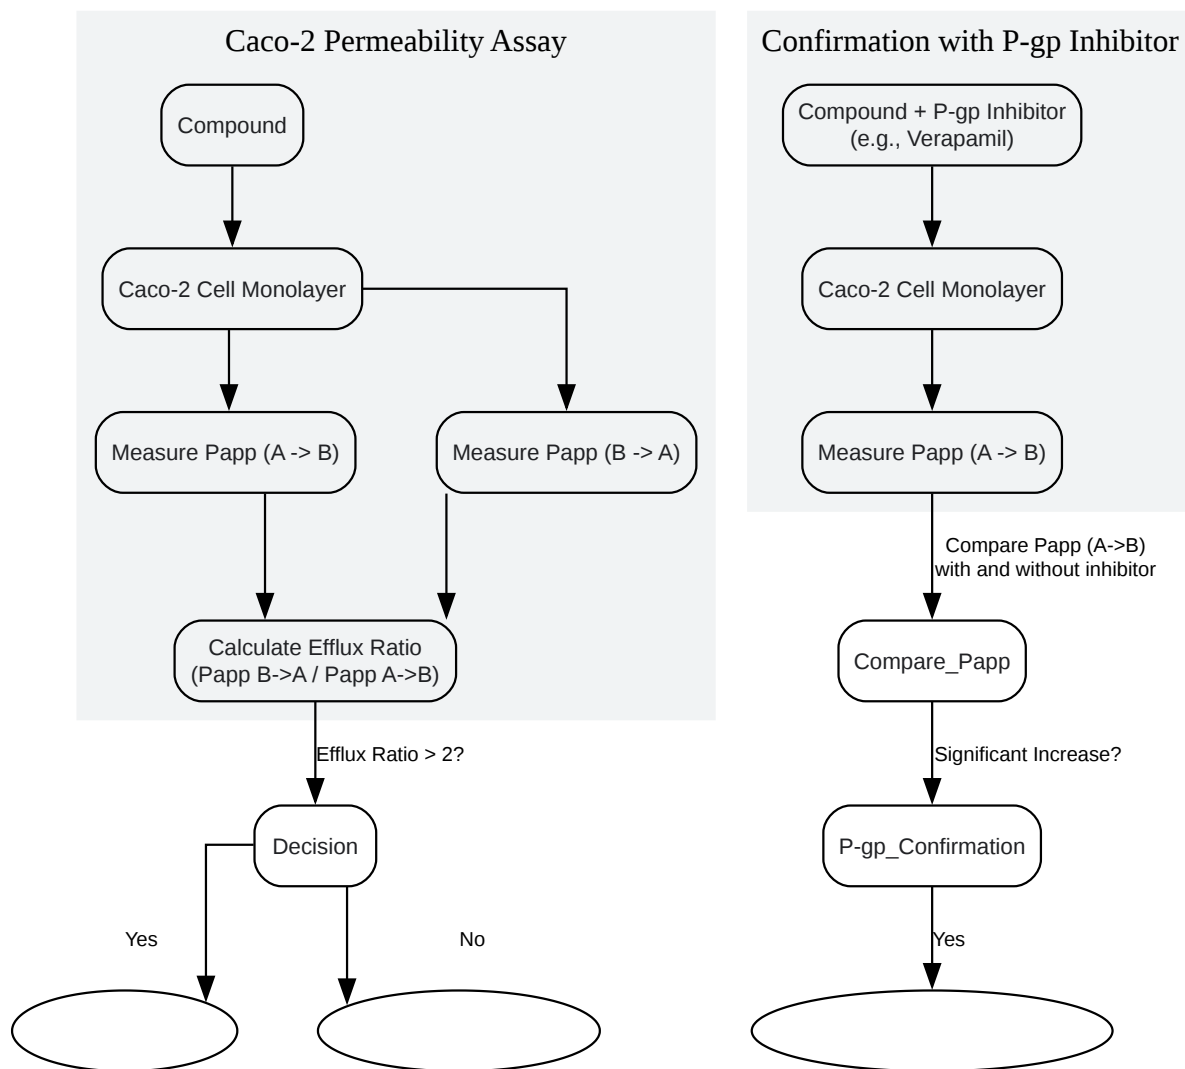 Caco-2 Permeability Assay
Compound
Caco-2 Cell Monolayer
Measure Papp (A -> B)
Measure Papp (B -> A)
Calculate Efflux Ratio
(Papp B->A / Papp A->B)
Efflux Ratio > 2?
Decision
Yes
No
Confirmation with P-gp Inhibitor
Compound + P-gp Inhibitor
(e.g., Verapamil)
Caco-2 Cell Monolayer
Measure Papp (A -> B)
Compare Papp (A->B)
with and without inhibitor
Compare_Papp
Significant Increase?
P-gp_Confirmation
Yes